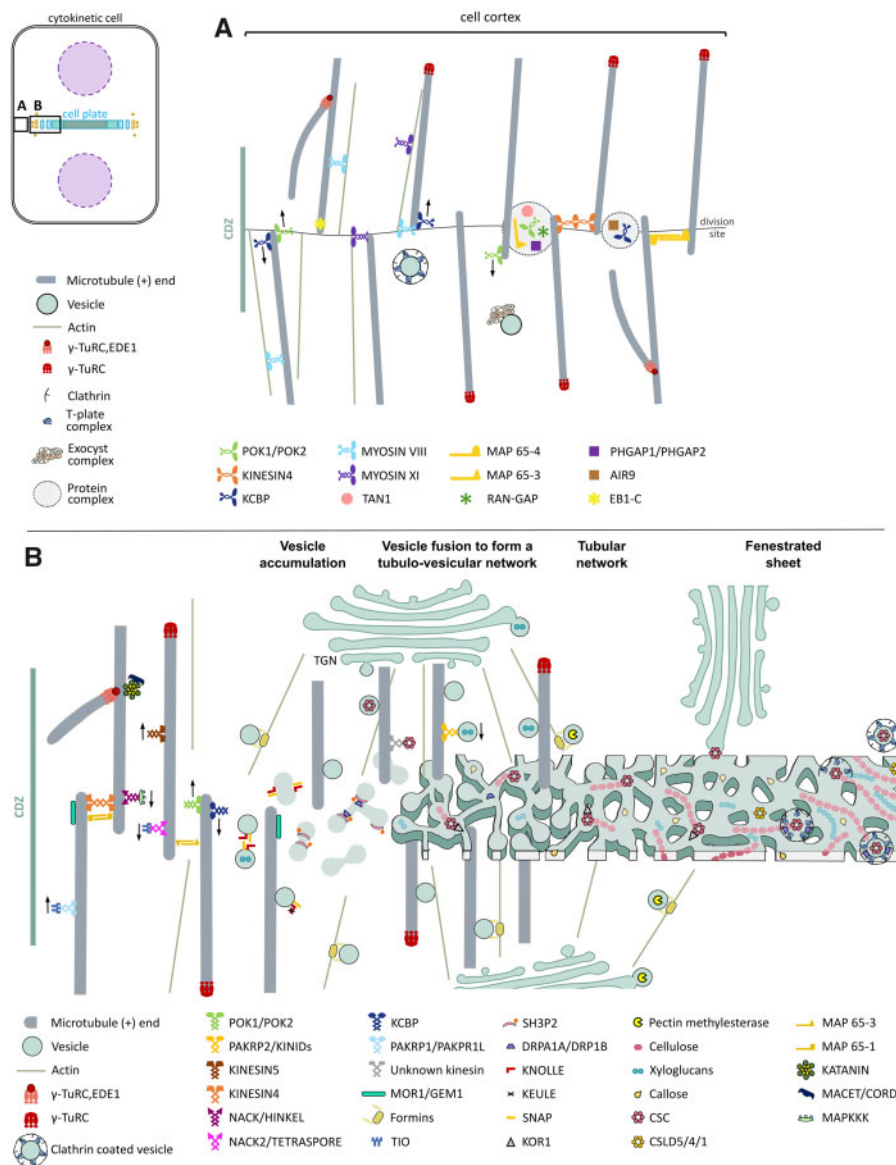 cytokinetic cell
A B
cell plate
A
cell cortex
CDZ
division
site
Microtubule (+) end
Vesicle
Actin
γ-TuRC,EDE1
γ-TuRC
Clathrin
T-plate
complex
Exocyst
complex
Protein
complex
POK1/POK2
MYOSIN VIII
MAP 65-4
PHGAP1/PHGAP2
KINESIN4
MYOSIN XI
MAP 65-3
AIR9
KCBP
TAN1
RAN-GAP
EB1-C
B
Vesicle
accumulation
Vesicle fusion to form a
tubulo-vesicular network
Tubular
network
Fenestrated
sheet
TGN
CDZ
Microtubule (+) end
Vesicle
Actin
γ-TuRC,EDE1
γ-TuRC
Clathrin coated vesicle
POK1/POK2
PAKRP2/KINIDs
KINESIN5
KINESIN4
NACK/HINKEL
NACK2/TETRASPORE
KCBP
PAKRP1/PAKPR1L
Unknown kinesin
MOR1/GEM1
Formins
TIO
SH3P2
DRPA1A/DRP1B
KNOLLE
KEULE
SNAP
KOR1
Pectin methylesterase
Cellulose
Xyloglucans
Callose
CSC
CSLD5/4/1
MAP 65-3
MAP 65-1
KATANIN
MACET/CORD
MAPKKK